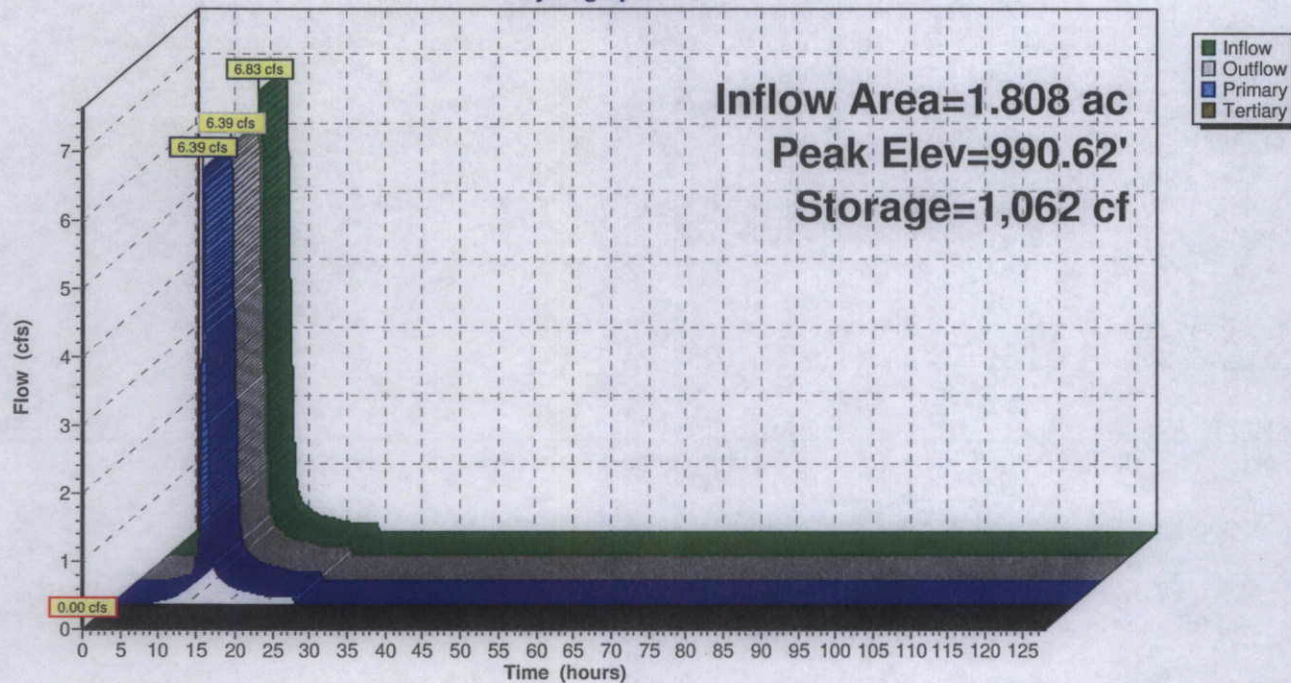 6.83 cfs
6.39 cfs
6.39 cfs
0.00 cfs
Inflow Area=1.808 ac
Peak Elev=990.62'
Storage=1,062 cf
Inflow
Outflow
Primary
Tertiary
Flow (cfs)
7
6
5
4
3
2
1
0
0 5 10 15 20 25 30 35 40 45 50 55 60 65 70 75 80 85 90 95 100 105 110 115 120 125
Time (hours)